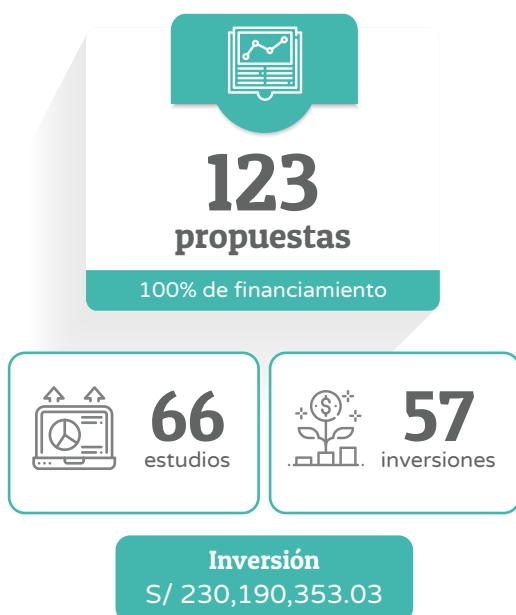 123
propuestas
100% de financiamiento
66
estudios
57
inversiones
Inversión
S/ 230,190,353.03